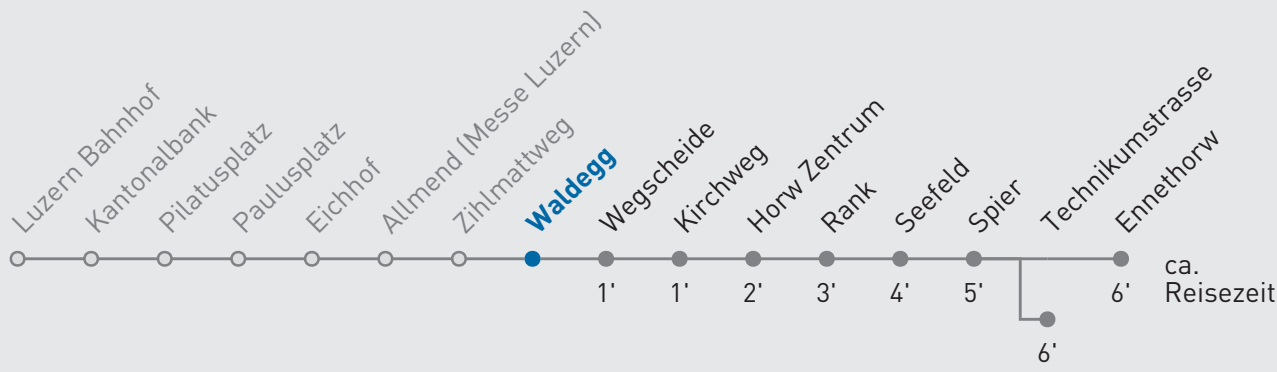 Luzern Bahnhof
Kantonalbank
Pilatusplatz
Paulusplatz
Eichhof
Allmend (Messe Luzern)
Zihlmattweg
Waldegg
Wegscheide
Kirchweg
Horw Zentrum
Rank
Seefeld
Spier
Technikumstrasse
Ennethorw
1' 1' 2' 3' 4' 5' 6'
ca.
Reisezeit
6'